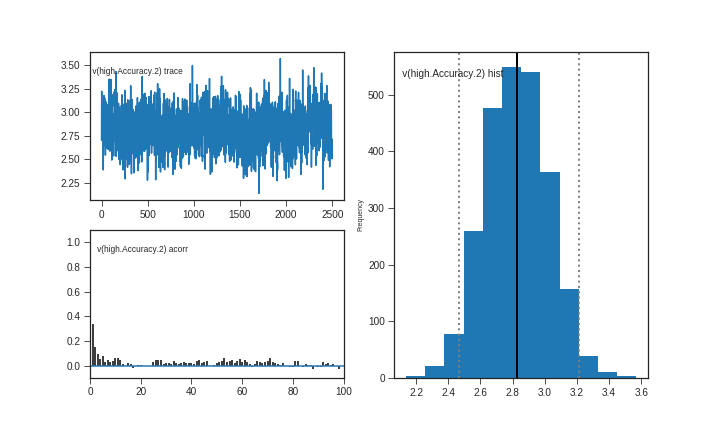 v(high.Accuracy.2) trace
3.50
3.25
3.00
2.75
2.50
2.25
0 500 1000 1500 2000 2500
v(high.Accuracy.2) acorr
1.0
0.8
0.6
0.4
0.2
0.0
0 20 40 60 80 100
v(high.Accuracy.2) hist
Frequency
500
400
300
200
100
0
2.2 2.4 2.6 2.8 3.0 3.2 3.4 3.6